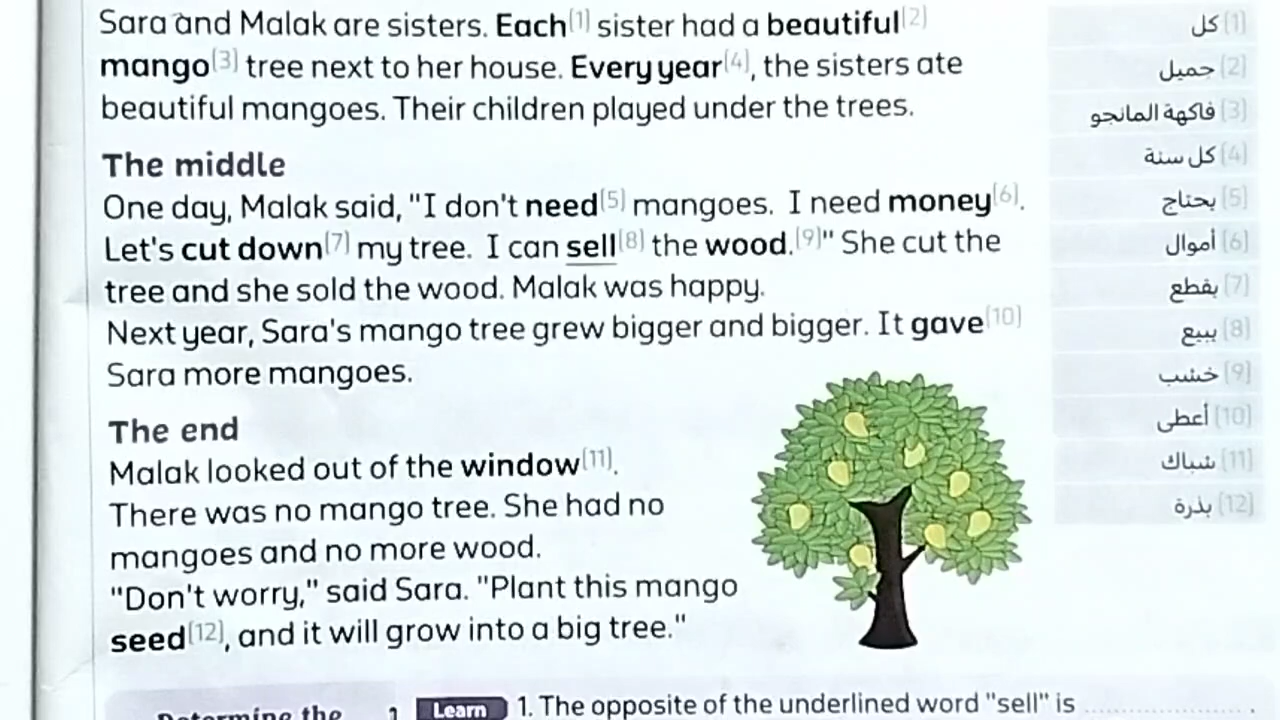 Sara and Malak are sisters. Each[1] sister had a beautiful[2]
mango[3] tree next to her house. Every year[4], the sisters ate
beautiful mangoes. Their children played under the trees.
The middle
One day, Malak said, "I don't need[5] mangoes. I need money[6].
Let's cut down[7] my tree. I can sell[8] the wood.[9]" She cut the
tree and she sold the wood. Malak was happy.
Next year, Sara's mango tree grew bigger and bigger. It gave[10]
Sara more mangoes.
The end
Malak looked out of the window[11].
There was no mango tree. She had no
mangoes and no more wood.
"Don't worry," said Sara. "Plant this mango
seed[12], and it will grow into a big tree."
[1] كل
[2] جميل
[3] فاكهة المانجو
[4] كل سنة
[5] يحتاج
[6] أموال
[7] يقطع
[8] يبيع
[9] خشب
[10] أعطى
[11] شباك
[12] بذرة
Determine the
1 Learn 1. The opposite of the underlined word "sell" is ....................